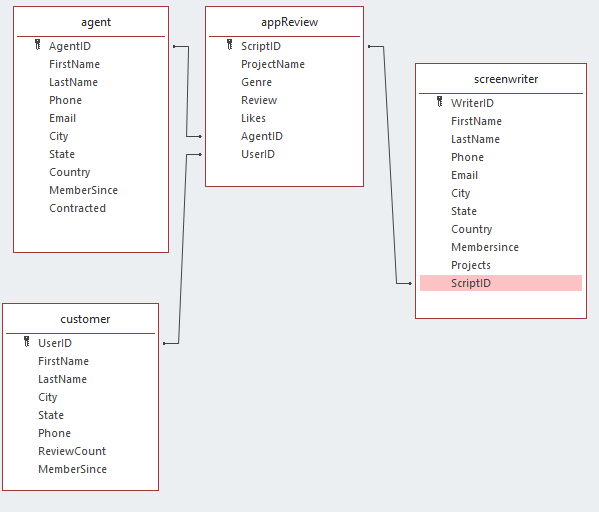 agent
AgentID
FirstName
LastName
Phone
Email
City
State
Country
MemberSince
Contracted
appReview
ScriptID
ProjectName
Genre
Review
Likes
AgentID
UserID
screenwriter
WriterID
FirstName
LastName
Phone
Email
City
State
Country
Membersince
Projects
ScriptID
customer
UserID
FirstName
LastName
City
State
Phone
ReviewCount
MemberSince